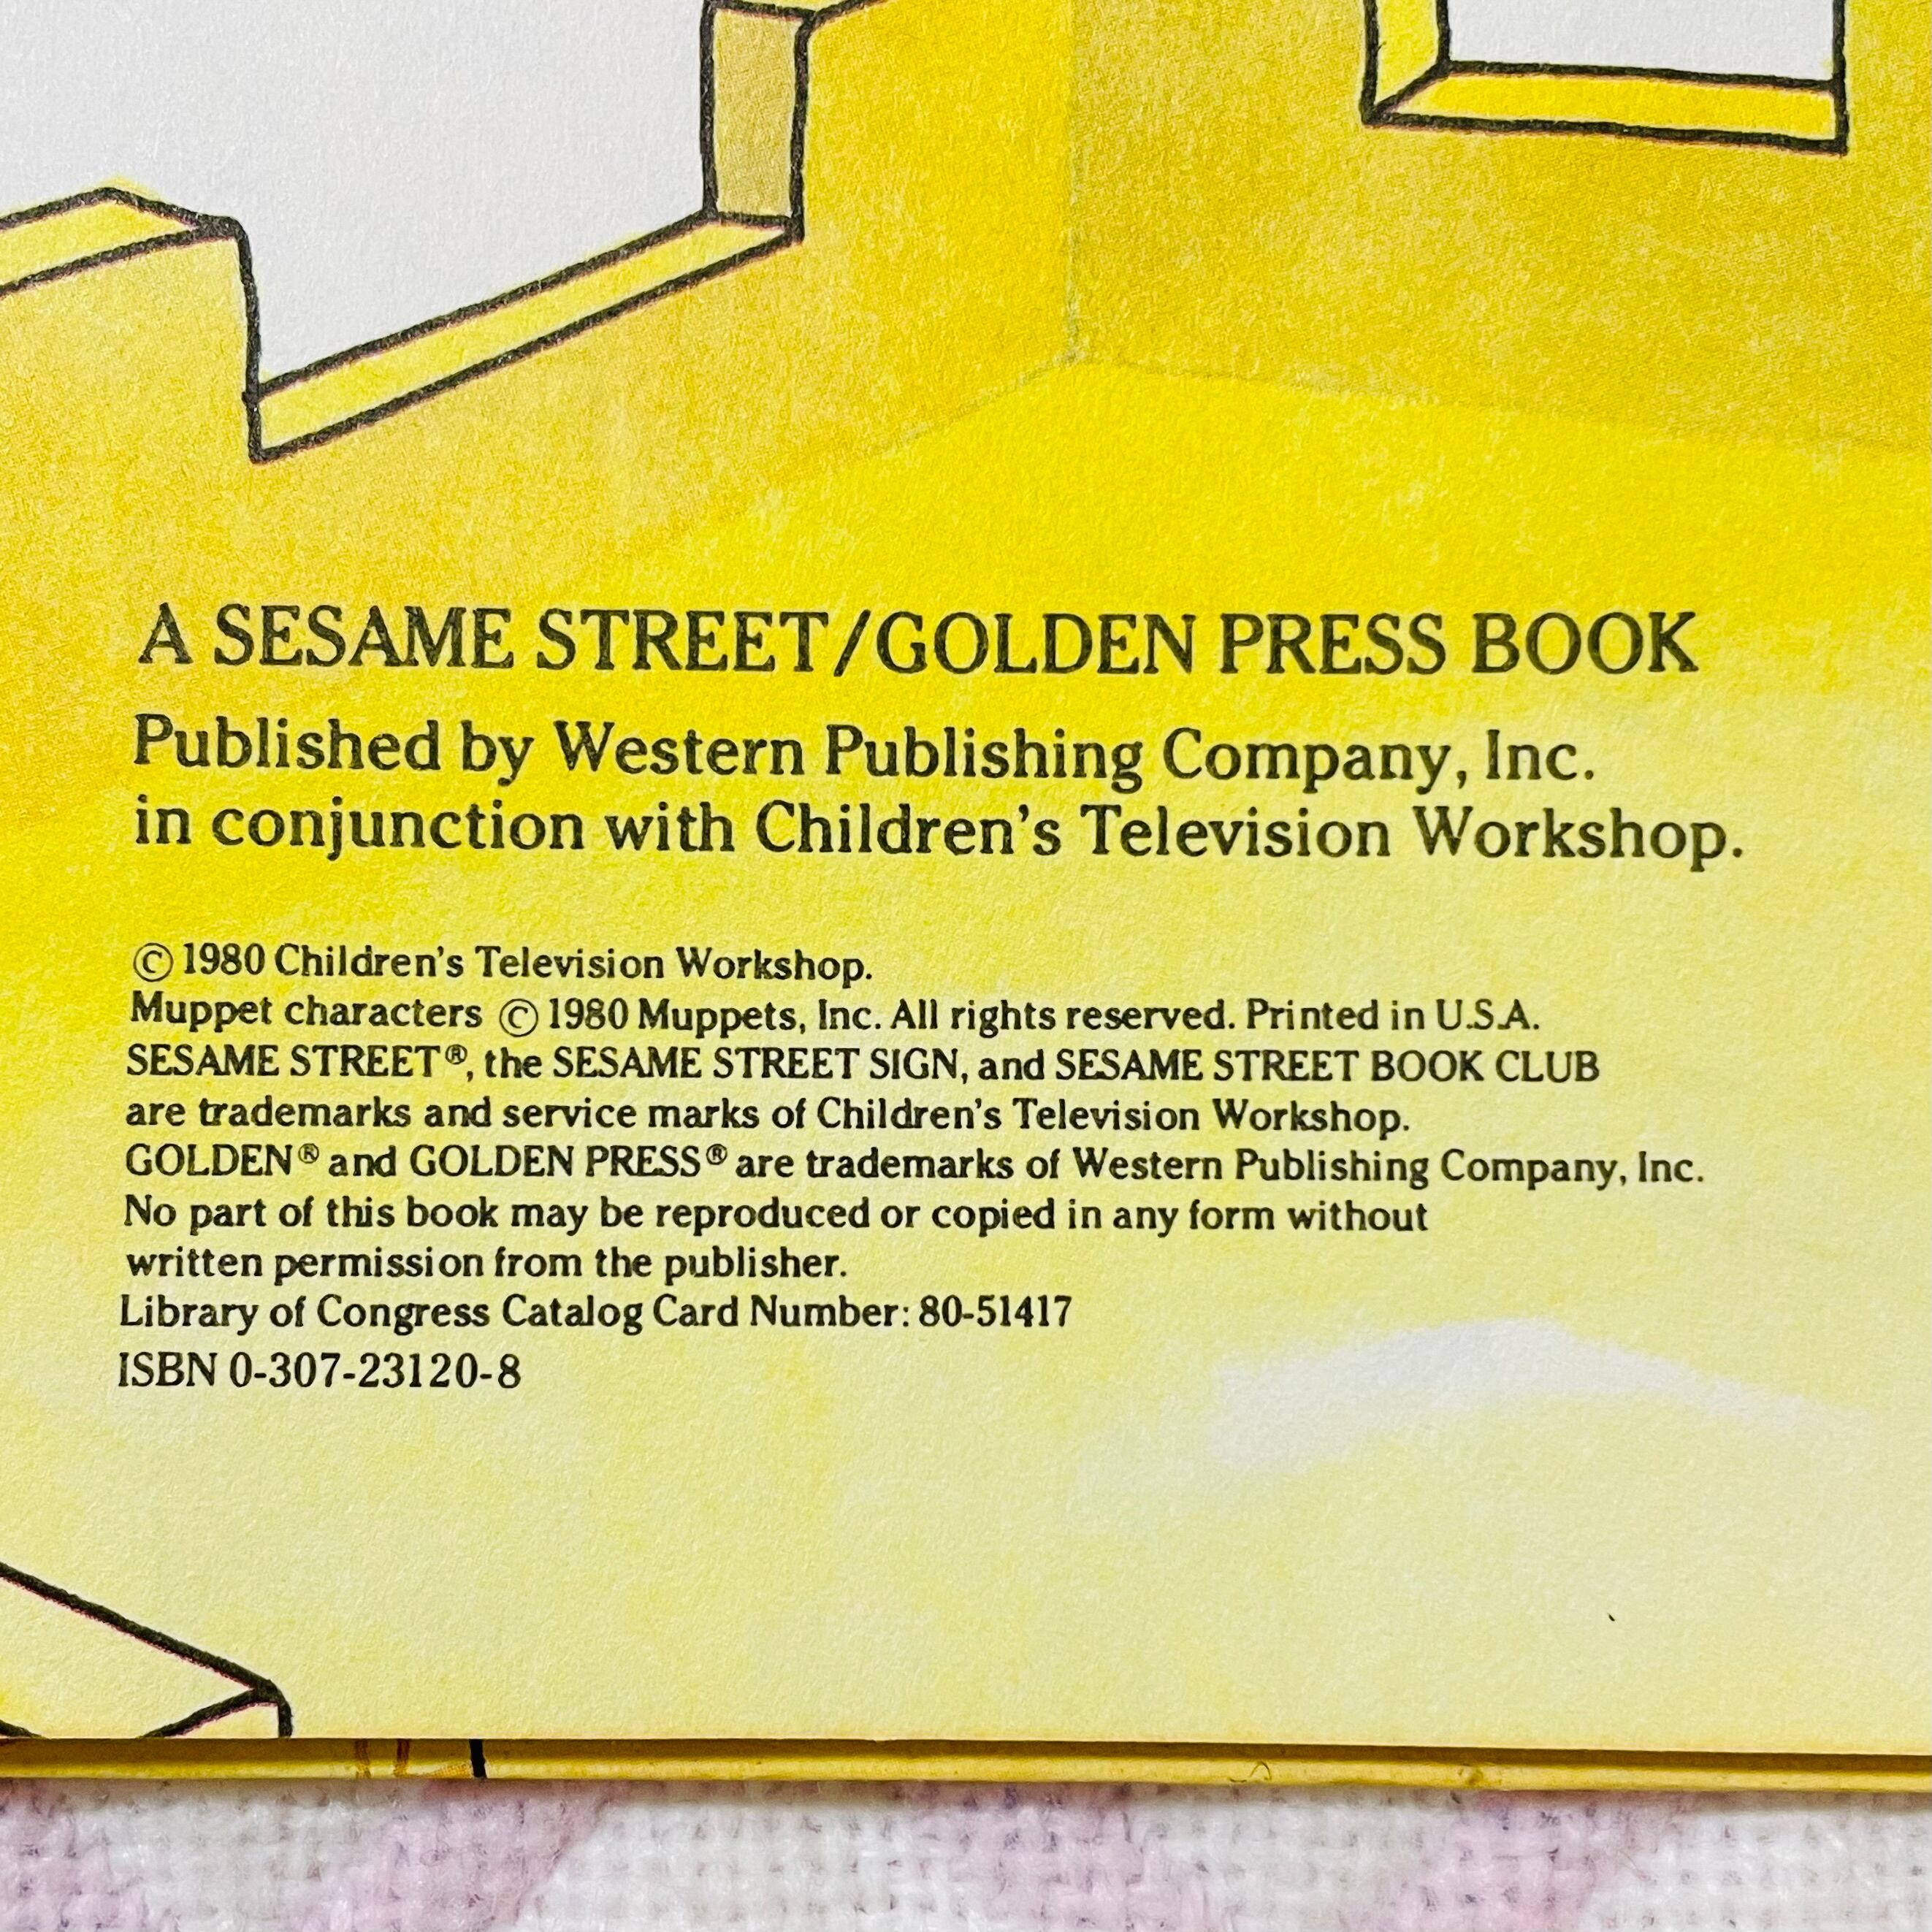 A SESAME STREET/GOLDEN PRESS BOOK
Published by Western Publishing Company, Inc.
in conjunction with Children's Television Workshop.
© 1980 Children's Television Workshop.
Muppet characters © 1980 Muppets, Inc. All rights reserved. Printed in U.S.A.
SESAME STREET®, the SESAME STREET SIGN, and SESAME STREET BOOK CLUB
are trademarks and service marks of Children's Television Workshop.
GOLDEN® and GOLDEN PRESS® are trademarks of Western Publishing Company, Inc.
No part of this book may be reproduced or copied in any form without
written permission from the publisher.
Library of Congress Catalog Card Number: 80-51417
ISBN 0-307-23120-8